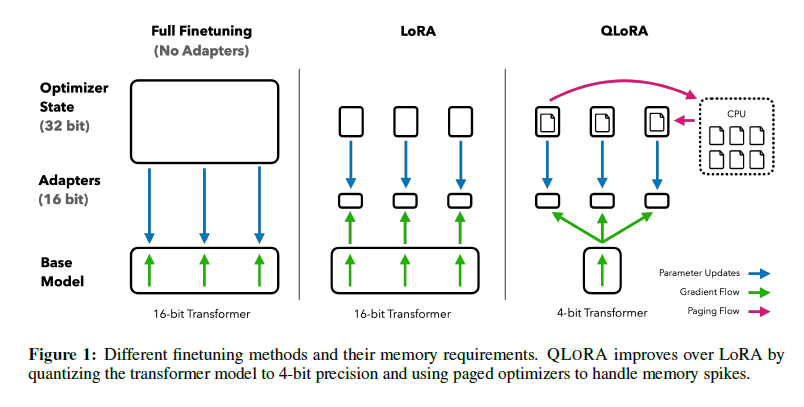 Full Finetuning
(No Adapters)
LoRA
QLoRA
Optimizer
State
(32 bit)
CPU
Adapters
(16 bit)
Base
Model
16-bit Transformer
16-bit Transformer
4-bit Transformer
Parameter Updates
Gradient Flow
Paging Flow
Figure 1: Different finetuning methods and their memory requirements. QLORA improves over LoRA by
quantizing the transformer model to 4-bit precision and using paged optimizers to handle memory spikes.